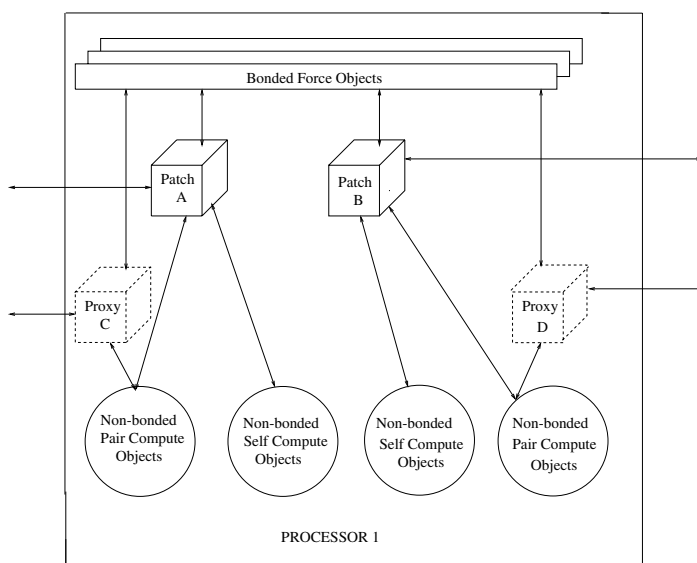 Bonded Force Objects
Patch
A
Patch
B
Proxy
C
Proxy
D
Non-bonded
Pair Compute
Objects
Non-bonded
Self Compute
Objects
Non-bonded
Self Compute
Objects
Non-bonded
Pair Compute
Objects
PROCESSOR 1